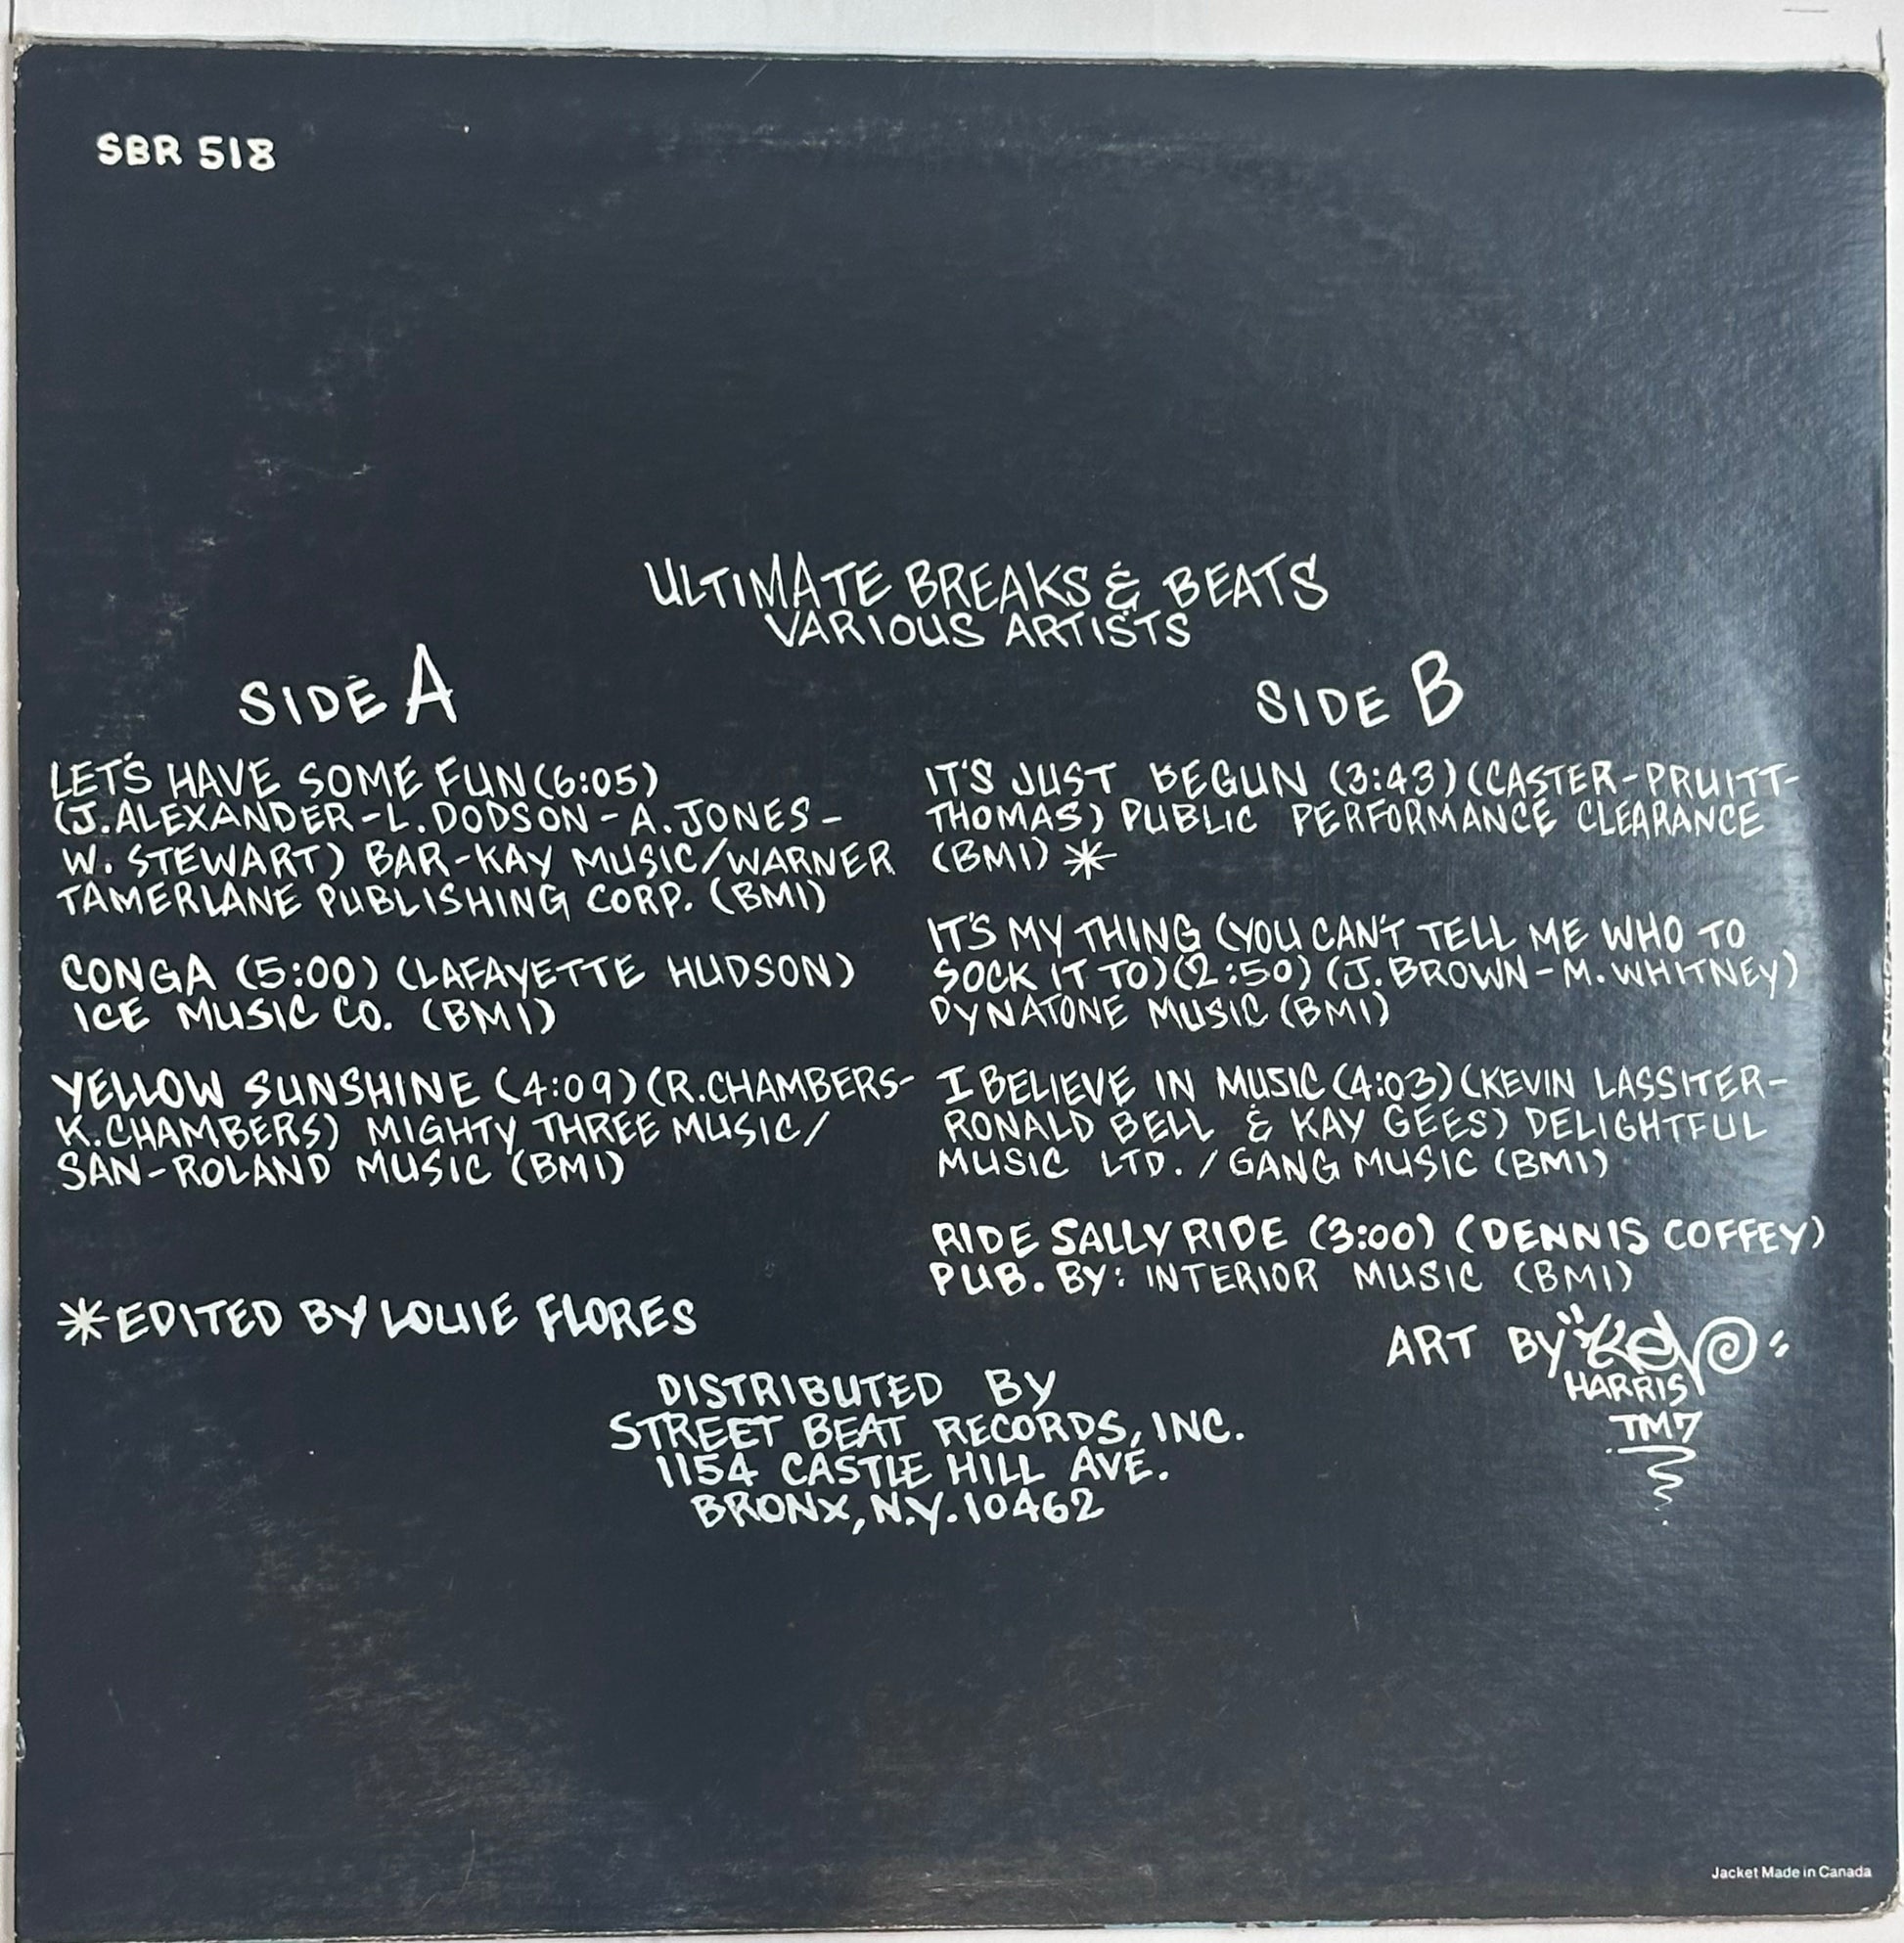 SBR 518
ULTIMATE BREAKS & BEATS
VARIOUS ARTISTS
SIDE A
LET'S HAVE SOME FUN (6:05)
(J. ALEXANDER - L. DODSON - A. JONES -
W. STEWART) BAR-KAY MUSIC/WARNER
TAMERLANE PUBLISHING CORP. (BMI)
CONGA (5:00) (LAFAYETTE HUDSON)
ICE MUSIC CO. (BMI)
YELLOW SUNSHINE (4:09) (R. CHAMBERS-
K. CHAMBERS) MIGHTY THREE MUSIC/
SAN-ROLAND MUSIC (BMI)
*EDITED BY LOUIE FLORES
SIDE B
IT'S JUST BEGUN (3:43) (CASTER-PRUITT-
THOMAS) PUBLIC PERFORMANCE CLEARANCE
(BMI) *
IT'S MY THING (YOU CAN'T TELL ME WHO TO
SOCK IT TO) (2:50) (J. BROWN - M. WHITNEY)
DYNATONE MUSIC (BMI)
I BELIEVE IN MUSIC (4:03) (KEVIN LASSITER-
RONALD BELL & KAY GEES) DELIGHTFUL
MUSIC LTD. / GANG MUSIC (BMI)
RIDE SALLY RIDE (3:00) (DENNIS COFFEY)
PUB. BY: INTERIOR MUSIC (BMI)
ART BY "KEV"
HARRIS
TM7
DISTRIBUTED BY
STREET BEAT RECORDS, INC.
1154 CASTLE HILL AVE.
BRONX, N.Y. 10462
Jacket Made in Canada